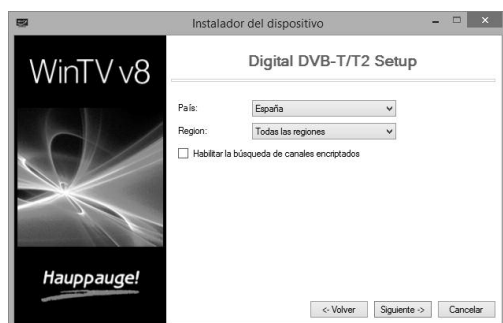 Instalador del dispositivo
WinTV v8
Digital DVB-T/T2 Setup
País: España
Region: Todas las regiones
Habilitar la búsqueda de canales encriptados
Hauppauge!
<- Volver Siguiente -> Cancelar